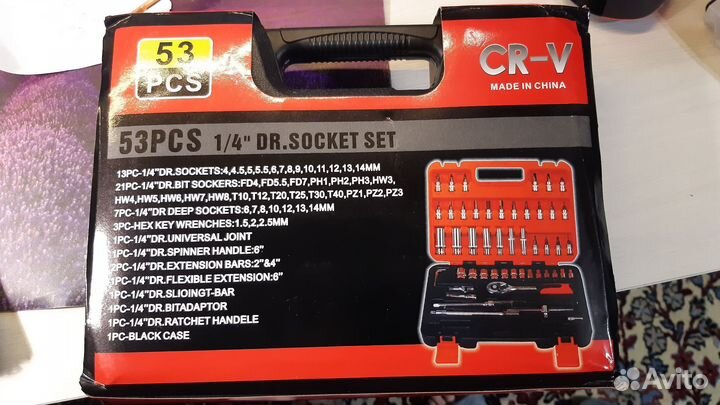 53
PCS
CR-V
MADE IN CHINA
53PCS 1/4" DR.SOCKET SET
13PC-1/4"DR.SOCKETS:4,4.5,5,5.5,6,7,8,9,10,11,12,13,14MM
21PC-1/4"DR.BIT SOCKERS:FD4,FD5.5,FD7,PH1,PH2,PH3,HW3,
HW4,HW5,HW6,HW7,HW8,T10,T12,T20,T25,T30,T40,PZ1,PZ2,PZ3
7PC-1/4"DR DEEP SOCKETS:6,7,8,10,12,13,14MM
3PC-HEX KEY WRENCHES:1.5,2,2.5MM
1PC-1/4"DR.UNIVERSAL JOINT
1PC-1/4"DR.SPINNER HANDLE:6"
2PC-1/4"DR.EXTENSION BARS:2"&4"
1PC-1/4"DR.FLEXIBLE EXTENSION:6"
1PC-1/4"DR.SLIOINGT-BAR
1PC-1/4"DR.BITADAPTOR
1PC-1/4"DR.RATCHET HANDELE
1PC-BLACK CASE
Avito